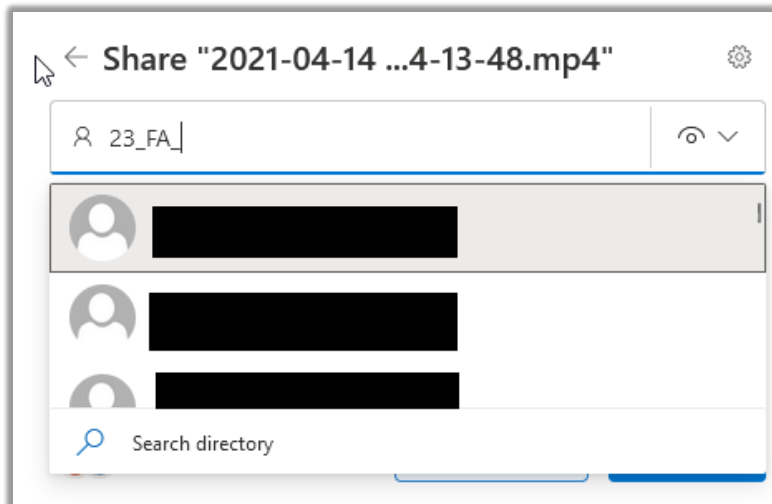 Share "2021-04-14 ...4-13-48.mp4"
23_FA_
Search directory